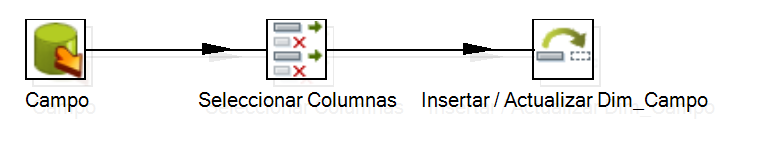 Campo
Seleccionar Columnas
Insertar / Actualizar Dim_Campo